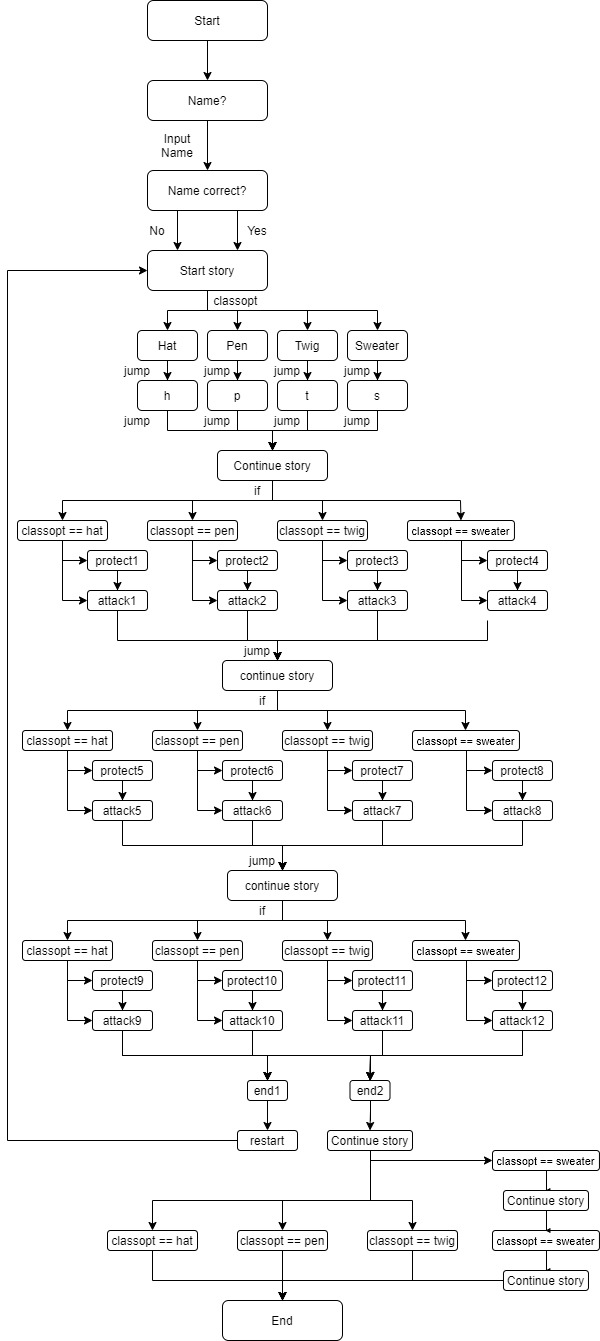 Start
Name?
Input
Name
Name correct?
No
Yes
Start story
classopt
Hat
Pen
Twig
Sweater
jump
jump
jump
jump
h
p
t
s
jump
jump
jump
jump
Continue story
if
classopt == hat
classopt == pen
classopt == twig
classopt == sweater
protect1
protect2
protect3
protect4
attack1
attack2
attack3
attack4
jump
continue story
if
classopt == hat
classopt == pen
classopt == twig
classopt == sweater
protect5
protect6
protect7
protect8
attack5
attack6
attack7
attack8
jump
continue story
if
classopt == hat
classopt == pen
classopt == twig
classopt == sweater
protect9
protect10
protect11
protect12
attack9
attack10
attack11
attack12
end1
end2
restart
Continue story
classopt == sweater
Continue story
classopt == hat
classopt == pen
classopt == twig
classopt == sweater
Continue story
End